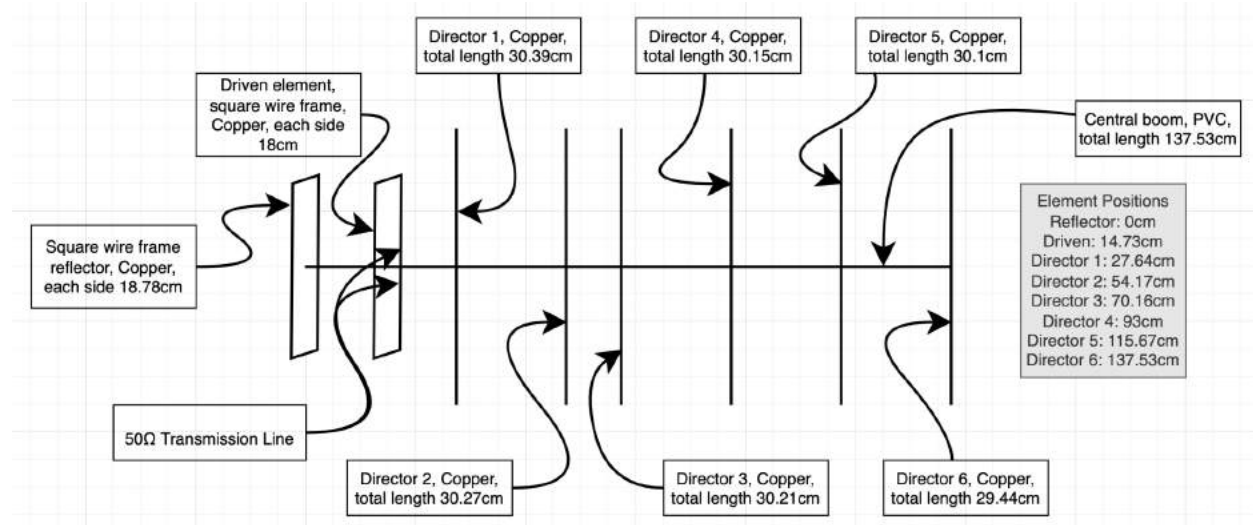 Director 1, Copper,
total length 30.39cm
Director 4, Copper,
total length 30.15cm
Director 5, Copper,
total length 30.1cm
Driven element,
square wire frame,
Copper, each side
18cm
Central boom, PVC,
total length 137.53cm
Square wire frame
reflector, Copper,
each side 18.78cm
Element Positions
Reflector: 0cm
Driven: 14.73cm
Director 1: 27.64cm
Director 2: 54.17cm
Director 3: 70.16cm
Director 4: 93cm
Director 5: 115.67cm
Director 6: 137.53cm
50Ω Transmission Line
Director 2, Copper,
total length 30.27cm
Director 3, Copper,
total length 30.21cm
Director 6, Copper,
total length 29.44cm